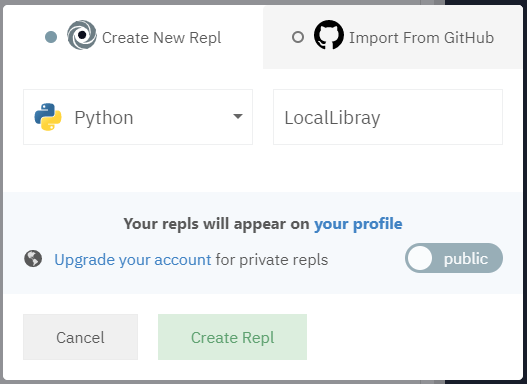 Create New Repl
Import From GitHub
Python
LocalLibray
Your repls will appear on your profile
Upgrade your account for private repls
public
Cancel
Create Repl